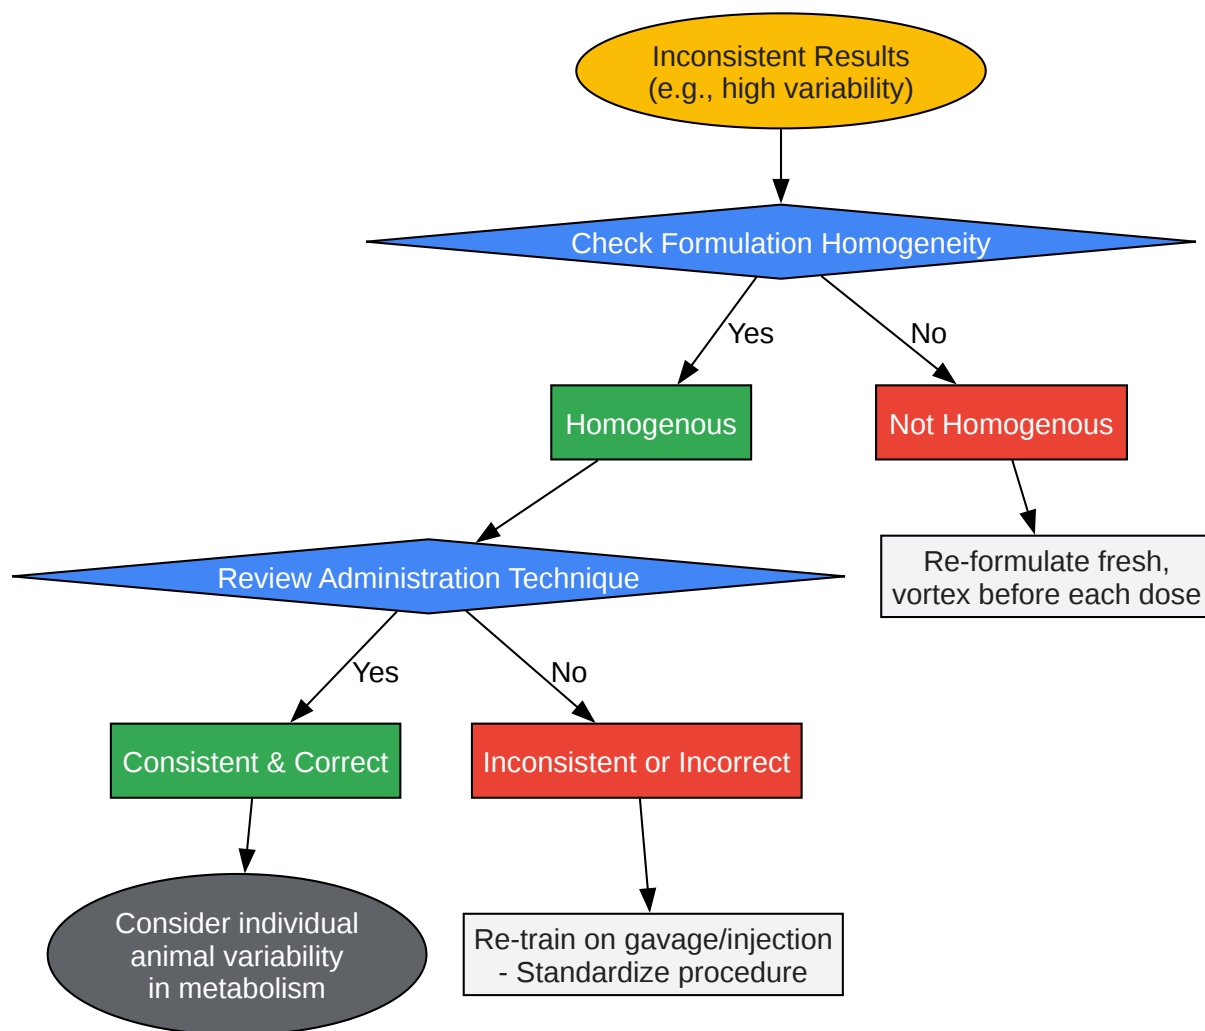 Inconsistent Results
(e.g., high variability)
Check Formulation Homogeneity
Yes
No
Homogenous
Not Homogenous
Re-formulate fresh,
vortex before each dose
Review Administration Technique
Yes
No
Consistent & Correct
Inconsistent or Incorrect
Consider individual
animal variability
in metabolism
Re-train on gavage/injection
- Standardize procedure